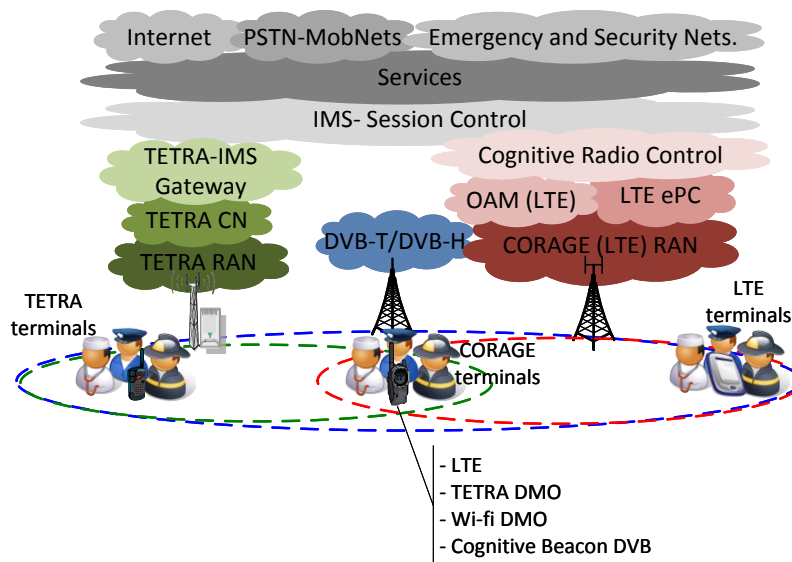 Internet
PSTN-MobNets
Emergency and Security Nets.
Services
IMS- Session Control
TETRA-IMS
Gateway
Cognitive Radio Control
OAM (LTE)
LTE ePC
TETRA CN
DVB-T/DVB-H
CORAGE (LTE) RAN
TETRA RAN
TETRA
terminals
LTE
terminals
CORAGE
terminals
- LTE
- TETRA DMO
- Wi-fi DMO
- Cognitive Beacon DVB